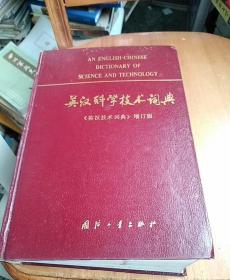 AN ENGLISH-CHINESE
DICTIONARY OF
SCIENCE AND TECHNOLOGY
英汉科学技术词典
《英汉技术词典》增订版
国防工业出版社